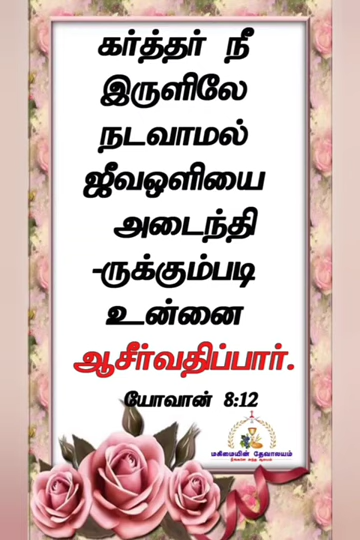 கர்த்தர் நீ
இருளிலே
நடவாமல்
ஜீவஒளியை
அடைந்தி
-ருக்கும்படி
உன்னை
ஆசீர்வதிப்பார்.
யோவான் 8:12
மகிமையின் தேவாலயம்